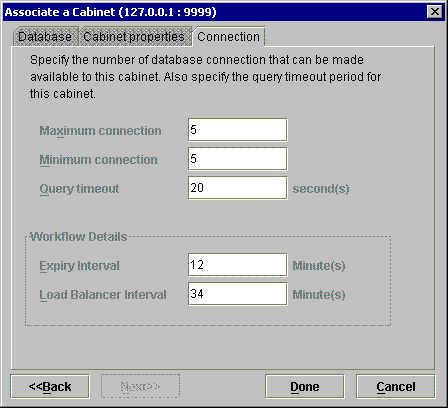 Associate a Cabinet (127.0.0.1 : 9999)
Database Cabinet properties Connection
Specify the number of database connection that can be made
available to this cabinet. Also specify the query timeout period for
this cabinet.
Maximum connection 5
Minimum connection 5
Query timeout 20 second(s)
Workflow Details
Expiry Interval 12 Minute(s)
Load Balancer Interval 34 Minute(s)
<<Back Next>> Done Cancel